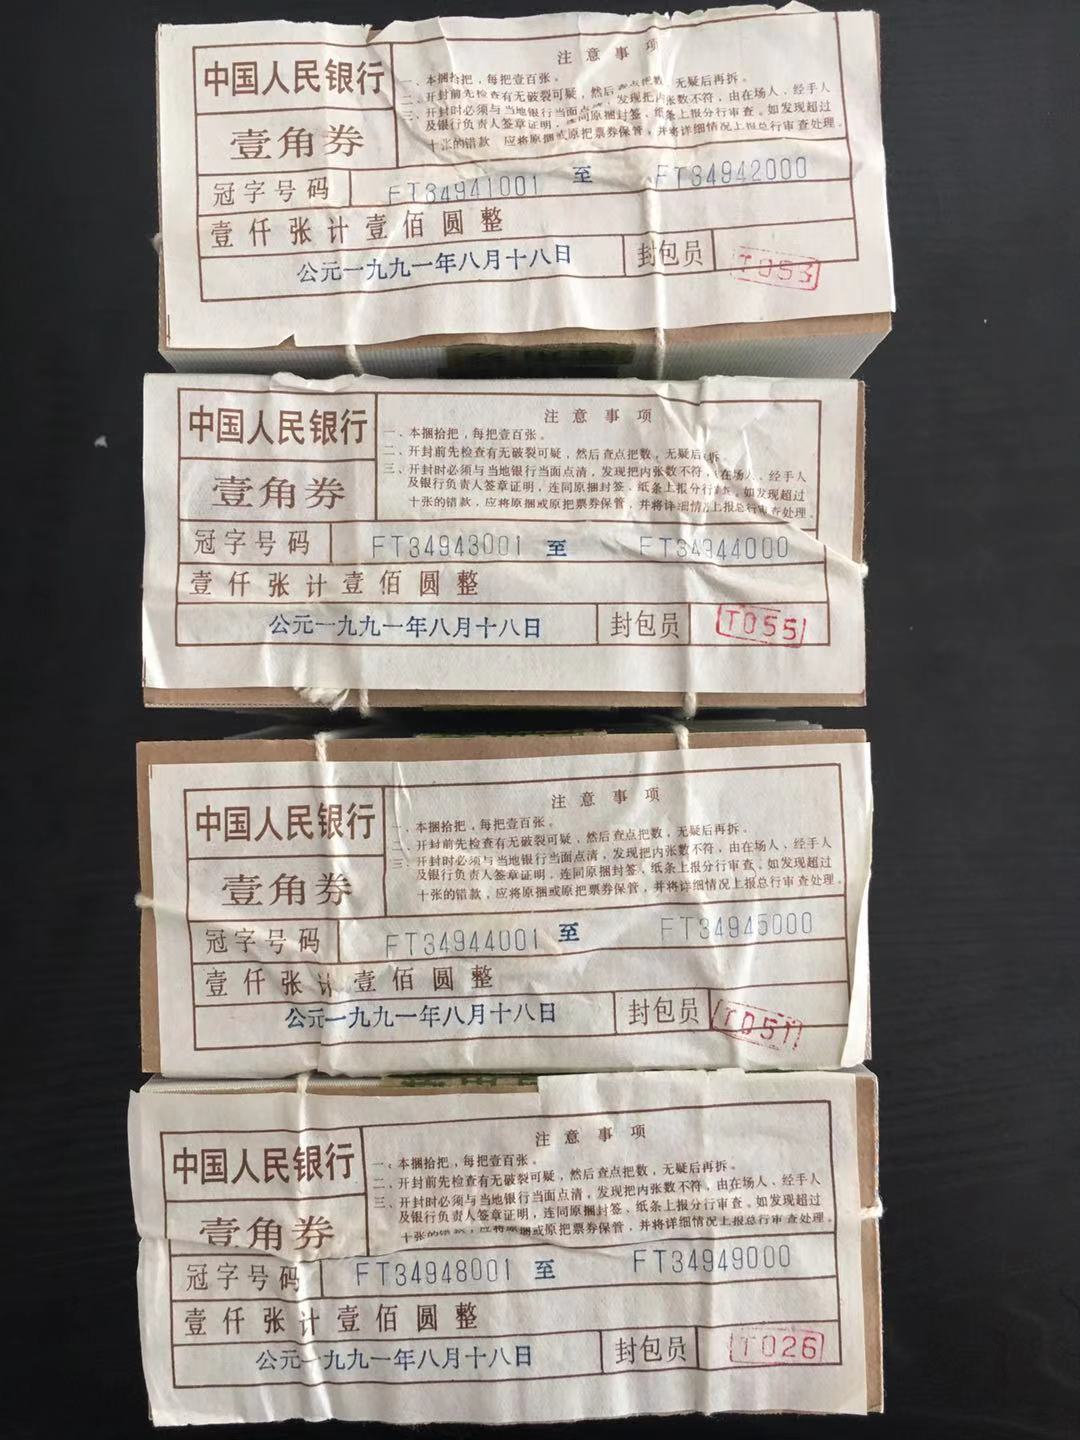 中国人民银行
壹角券
注意事项
一、本捆拾把，每把壹百张。
二、开封前先检查有无破裂可疑，然后查点把数，无疑后再拆。
三、开封时必须与当地银行当面点清，发现把内张数不符，由在场人、经手人
及银行负责人签章证明，连同原捆封签、纸条上报分行审查。如发现超过
十张的错款，应将原捆或原把票券保管，并将详细情况上报总行审查处理。
冠字号码 FT34941001 至 FT34942000
壹仟张计壹佰圆整
公元一九九一年八月十八日 封包员 T053
中国人民银行
壹角券
注意事项
一、本捆拾把，每把壹百张。
二、开封前先检查有无破裂可疑，然后查点把数，无疑后拆
三、开封时必须与当地银行当面点清，发现把内张数不符，在场人、经手
及银行负责人签章证明，连同原捆封签、纸条上报分行审。如发现超过
十张的错款，应将原捆或原把票券保管，并将详细情况上报总行审查处理。
冠字号码 FT34943001 至 FT34944000
壹仟张计壹佰圆整
公元一九九一年八月十八日 封包员 T055
中国人民银行
壹角券
注意事项
一、本捆拾把，每把壹百张。
二、开封前先检查有无破裂可疑，然后查点把数，无疑后再拆。
三、开封时必须与当地银行当面点清，发现把内张数不符，由在场人、经手人
及银行负责人签章证明，连同原捆封签、纸条上报分行审查。如发现超过
十张的错款，应将原捆或原把票券保管，并将详细情况上报总行审查处理。
冠字号码 FT34944001 至 FT34945000
壹仟张计壹佰圆整
公元一九九一年八月十八日 封包员 T051
中国人民银行
壹角券
注意事项
一、本捆拾把，每把壹百张。
二、开封前先检查有无破裂可疑，然后查点把数，无疑后再拆。
三、开封时必须与当地银行当面点清，发现把内张数不符，由在场人、经手人
及银行负责人签章证明，连同原捆封签、纸条上报分行审查。如发现超过
十张的错 应将原捆或原把票券保管，并将详细情况上报总行审查处理。
冠字号码 FT34948001 至 FT34949000
壹仟张计壹佰圆整
公元一九九一年八月十八日 封包员 T026